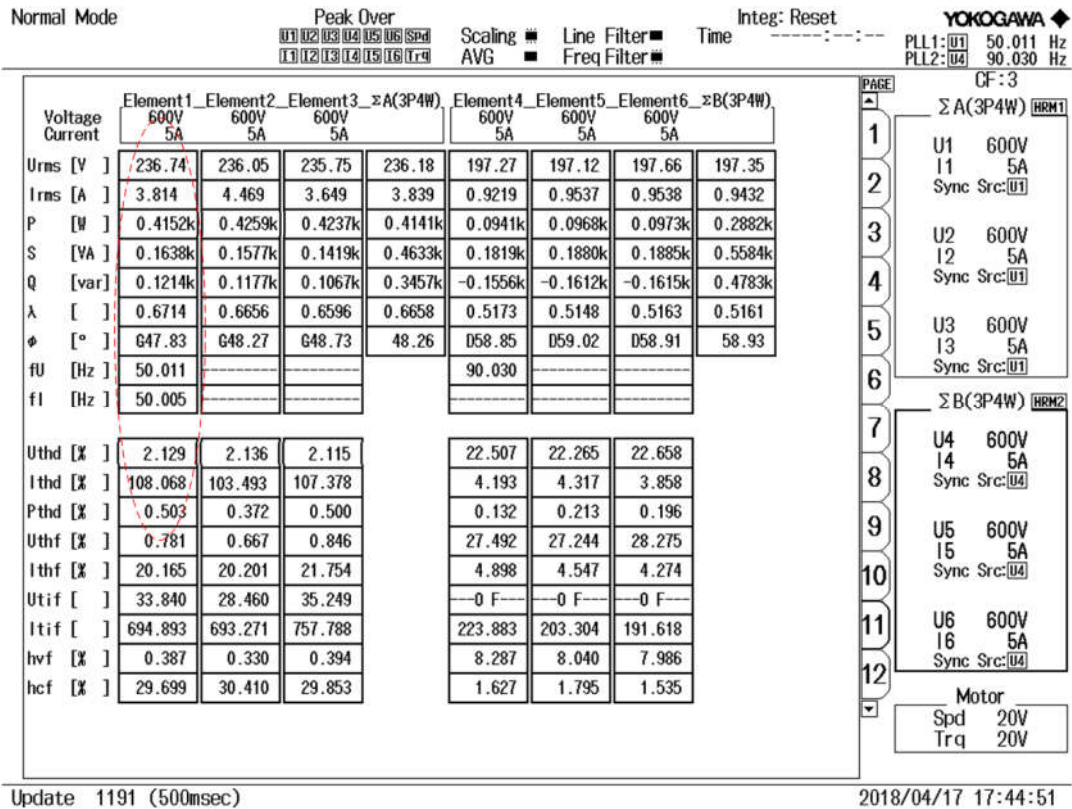 Normal Mode Peak Over Integ: Reset YOKOGAWA
U1 U2 U3 U4 U5 U6 Spd Scaling Line Filter Time ------:--:-- PLL1: U1 50.011 Hz
I1 I2 I3 I4 I5 I6 Trq AVG Freq Filter PLL2: U4 90.030 Hz
PAGE CF:3
Element1 Element2 Element3 ΣA(3P4W) Element4 Element5 Element6 ΣB(3P4W)
Voltage 600V 600V 600V 600V 600V 600V
Current 5A 5A 5A 5A 5A 5A
Urms [V ] 236.74 236.05 235.75 236.18 197.27 197.12 197.66 197.35
Irms [A ] 3.814 4.469 3.649 3.839 0.9219 0.9537 0.9538 0.9432
P [W ] 0.4152k 0.4259k 0.4237k 0.4141k 0.0941k 0.0968k 0.0973k 0.2882k
S [VA ] 0.1638k 0.1577k 0.1419k 0.4633k 0.1819k 0.1880k 0.1885k 0.5584k
Q [var] 0.1214k 0.1177k 0.1067k 0.3457k -0.1556k -0.1612k -0.1615k 0.4783k
λ [ ] 0.6714 0.6656 0.6596 0.6658 0.5173 0.5148 0.5163 0.5161
φ [° ] G47.83 G48.27 G48.73 48.26 D58.85 D59.02 D58.91 58.93
fU [Hz ] 50.011 -------- -------- 90.030 -------- --------
fI [Hz ] 50.005 -------- -------- -------- -------- --------
Uthd [% ] 2.129 2.136 2.115 22.507 22.265 22.658
Ithd [% ] 108.068 103.493 107.378 4.193 4.317 3.858
Pthd [% ] 0.503 0.372 0.500 0.132 0.213 0.196
Uthf [% ] 0.781 0.667 0.846 27.492 27.244 28.275
Ithf [% ] 20.165 20.201 21.754 4.898 4.547 4.274
Utif [ ] 33.840 28.460 35.249 ---O F--- ---O F--- ---O F---
Itif [ ] 694.893 693.271 757.788 223.883 203.304 191.618
hvf [% ] 0.387 0.330 0.394 8.287 8.040 7.986
hcf [% ] 29.699 30.410 29.853 1.627 1.795 1.535
1
2
3
4
5
6
7
8
9
10
11
12
ΣA(3P4W) HRM1
U1 600V
I1 5A
Sync Src: U1
U2 600V
I2 5A
Sync Src: U1
U3 600V
I3 5A
Sync Src: U1
ΣB(3P4W) HRM2
U4 600V
I4 5A
Sync Src: U4
U5 600V
I5 5A
Sync Src: U4
U6 600V
I6 5A
Sync Src: U4
Motor
Spd 20V
Trq 20V
Update 1191 (500msec) 2018/04/17 17:44:51